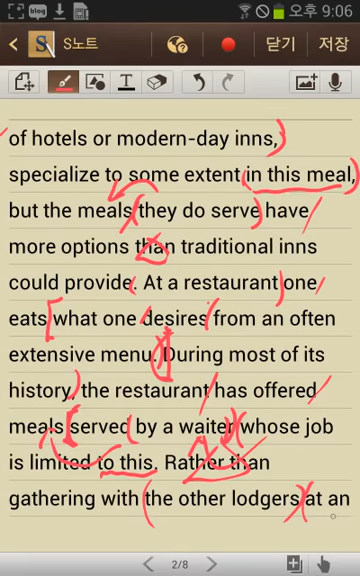 blog
오후 9:06
S S노트
닫기 저장
T
of hotels or modern-day inns,
specialize to some extent in this meal,
but the meals they do serve have
more options than traditional inns
could provide. At a restaurant one
eats what one desires from an often
extensive menu. During most of its
history, the restaurant has offered
meals served by a waiter whose job
is limited to this. Rather than
gathering with the other lodgers at an
2/8